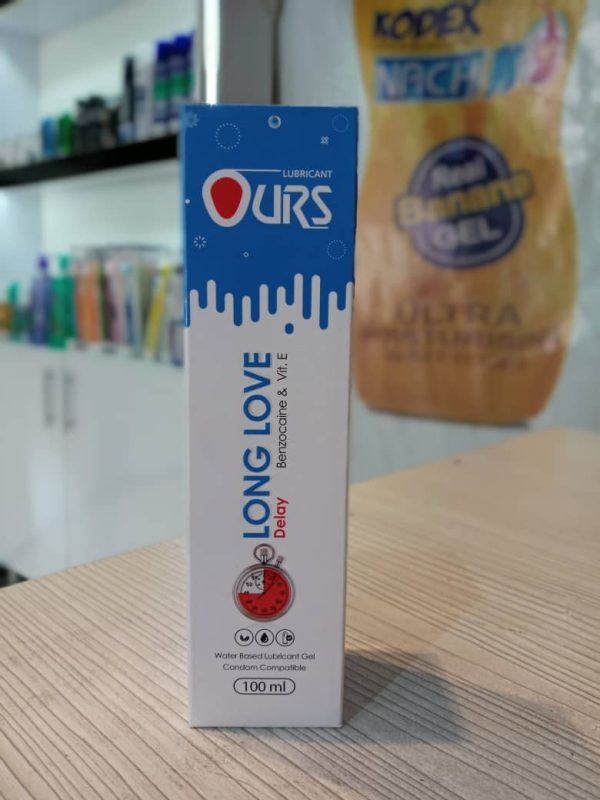 LUBRICANT
OURS
LONG LOVE
Delay Benzocaine & Vit. E
Water Based Lubricant Gel
Condom Compatible
100 ml
KODEX
NACH
Real
Banana
GEL
ULTRA